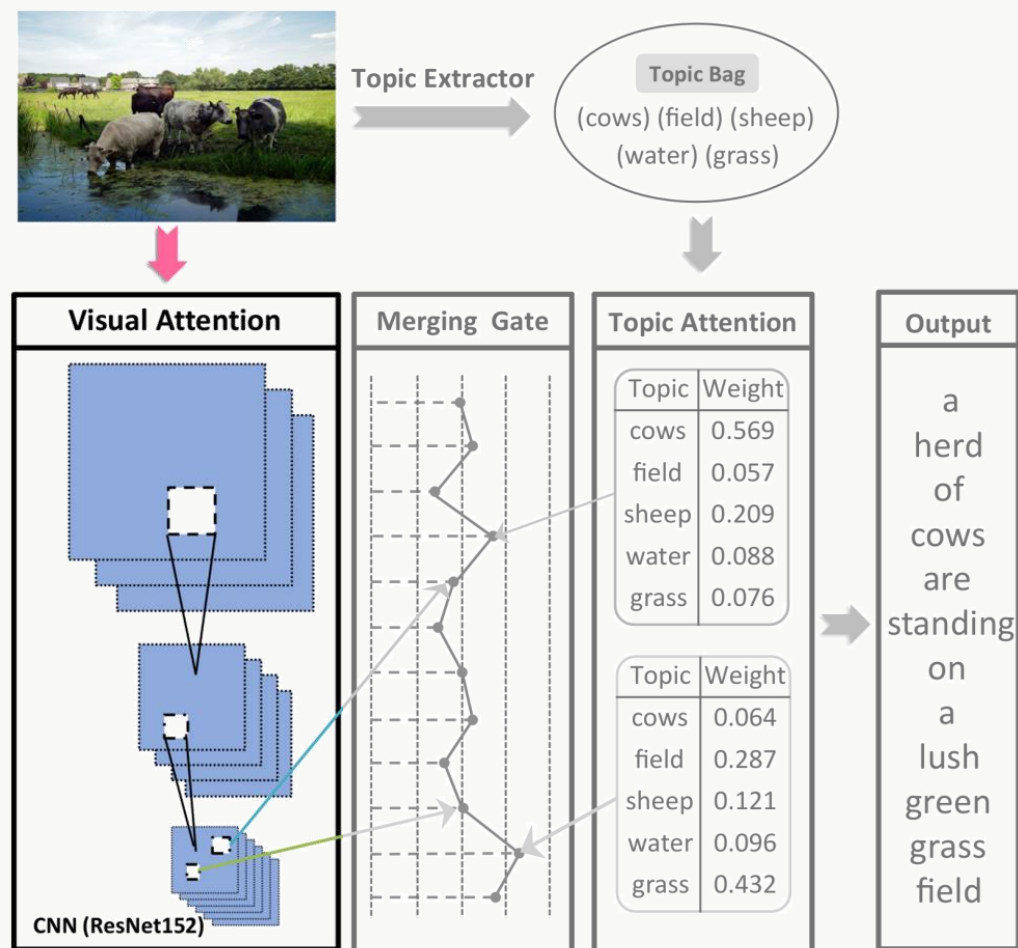 Topic Extractor
Topic Bag
(cows) (field) (sheep)
(water) (grass)
Visual Attention
CNN (ResNet152)
Merging Gate
Topic Attention
Topic Weight
cows 0.569
field 0.057
sheep 0.209
water 0.088
grass 0.076
Topic Weight
cows 0.064
field 0.287
sheep 0.121
water 0.096
grass 0.432
Output
a
herd
of
cows
are
standing
on
a
lush
green
grass
field